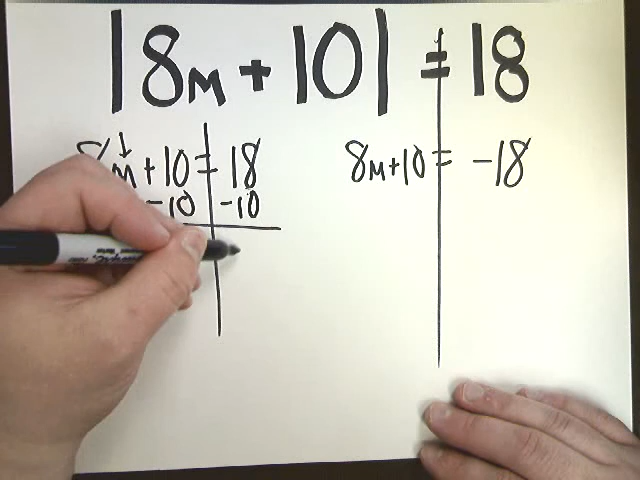 |8m + 10| = 18
8m + 10 = 18
-10 -10
8m+10 = -18